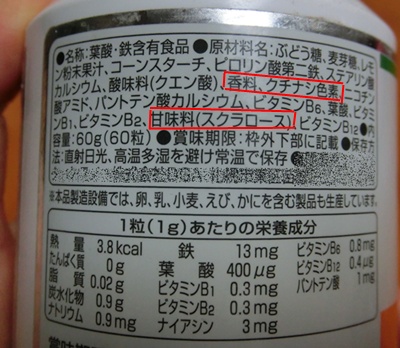 ●名称:葉酸・鉄含有食品 ●原材料名:ぶどう糖、麦芽糖、レモ
ン粉末果汁、コーンスターチ、ピロリン酸第二鉄、ステアリン酸
カルシウム、酸味料(クエン酸)、香料、クチナシ色素、ニコチン
酸アミド、パントテン酸カルシウム、ビタミンB6、葉酸、ビタミ
ンB1、ビタミンB2、甘味料(スクラロース)、ビタミンB12 ●内
容量:60g(60粒) ●賞味期限:枠外下部に記載 ●保存方
法:直射日光、高温多湿を避け常温で保存 ●
※本品製造設備では、卵、乳、小麦、えび、かにを含む製品も生産しています。
1粒(1g)あたりの栄養成分
熱量 3.8kcal 鉄 13mg ビタミンB6 0.8mg
たんぱく質 0g 葉酸 400μg ビタミンB12 0.4μg
脂質 0.02g ビタミンB1 0.3mg パントテン酸 1mg
炭水化物 0.9g ビタミンB2 0.3mg
ナトリウム 0.9mg ナイアシン 3mg